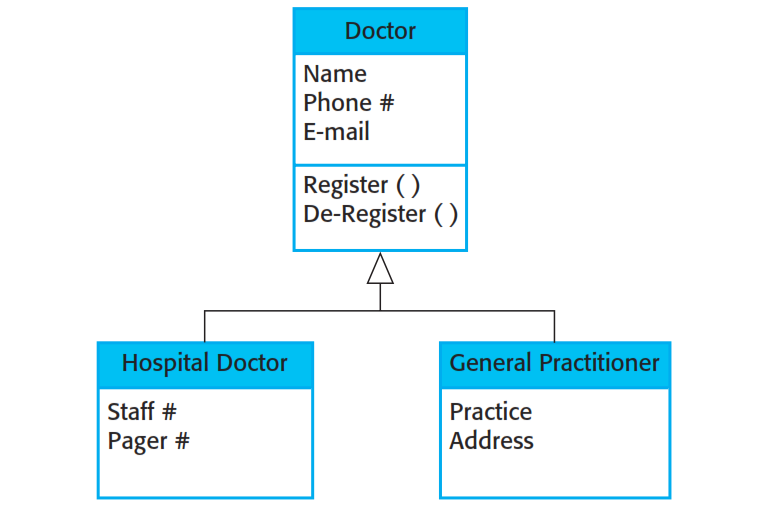 Doctor
Name
Phone #
E-mail
Register ( )
De-Register ( )
Hospital Doctor
Staff #
Pager #
General Practitioner
Practice
Address